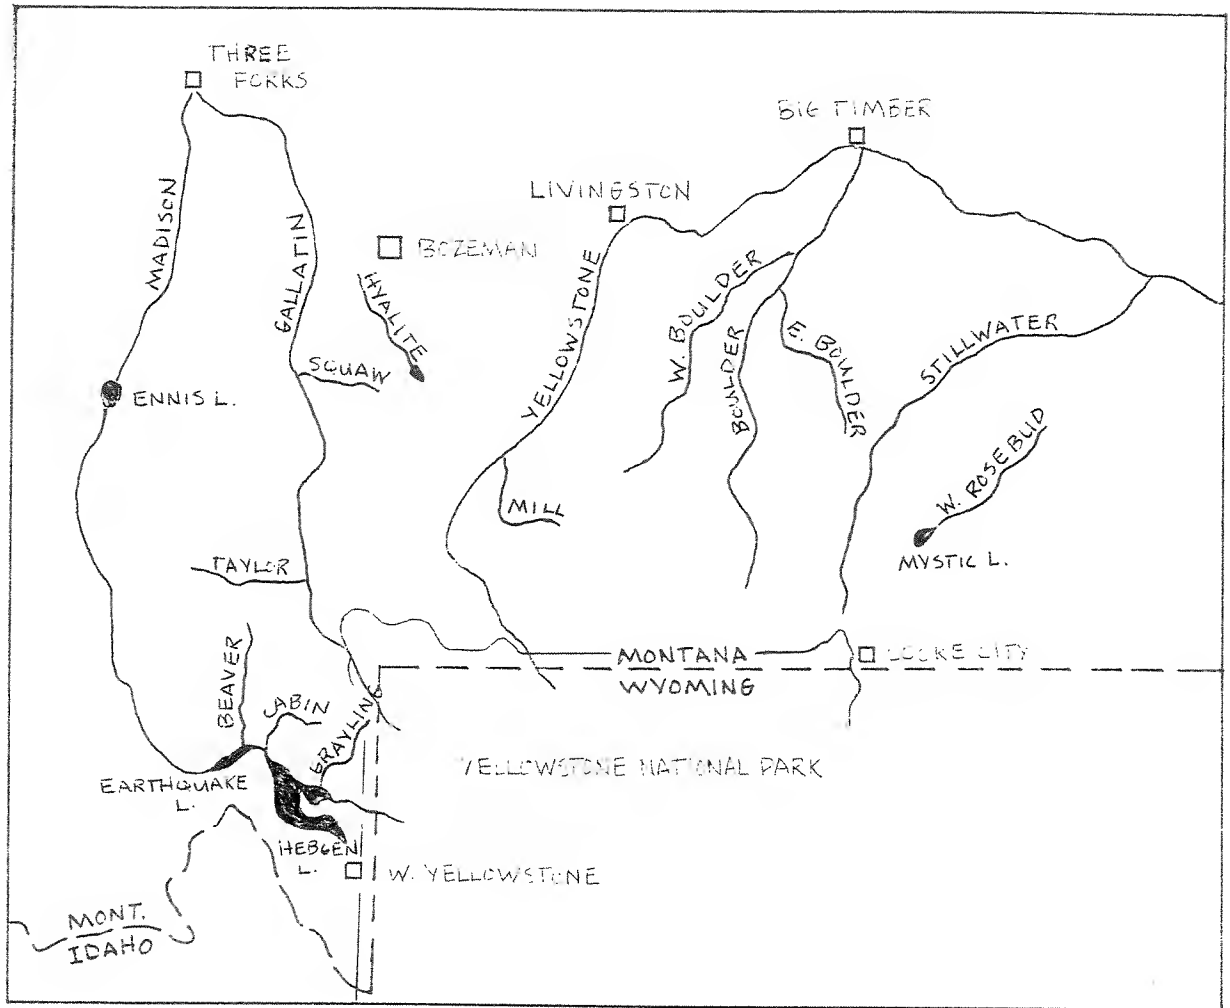 THREE
FORKS
BIG TIMBER
LIVINGSTON
BOZEMAN
MADISON
GALLATIN
HYALITE
YELLOWSTONE
W. BOULDER
BOULDER
E. BOULDER
STILLWATER
SQUAW
ENNIS L.
MILL
W. ROSEBUD
MYSTIC L.
TAYLOR
MONTANA
WYOMING
COOKE CITY
BEAVER
CABIN
GRAYLING
EARTHQUAKE
L.
YELLOWSTONE NATIONAL PARK
HEBGEN
L.
W. YELLOWSTONE
MONT.
IDAHO